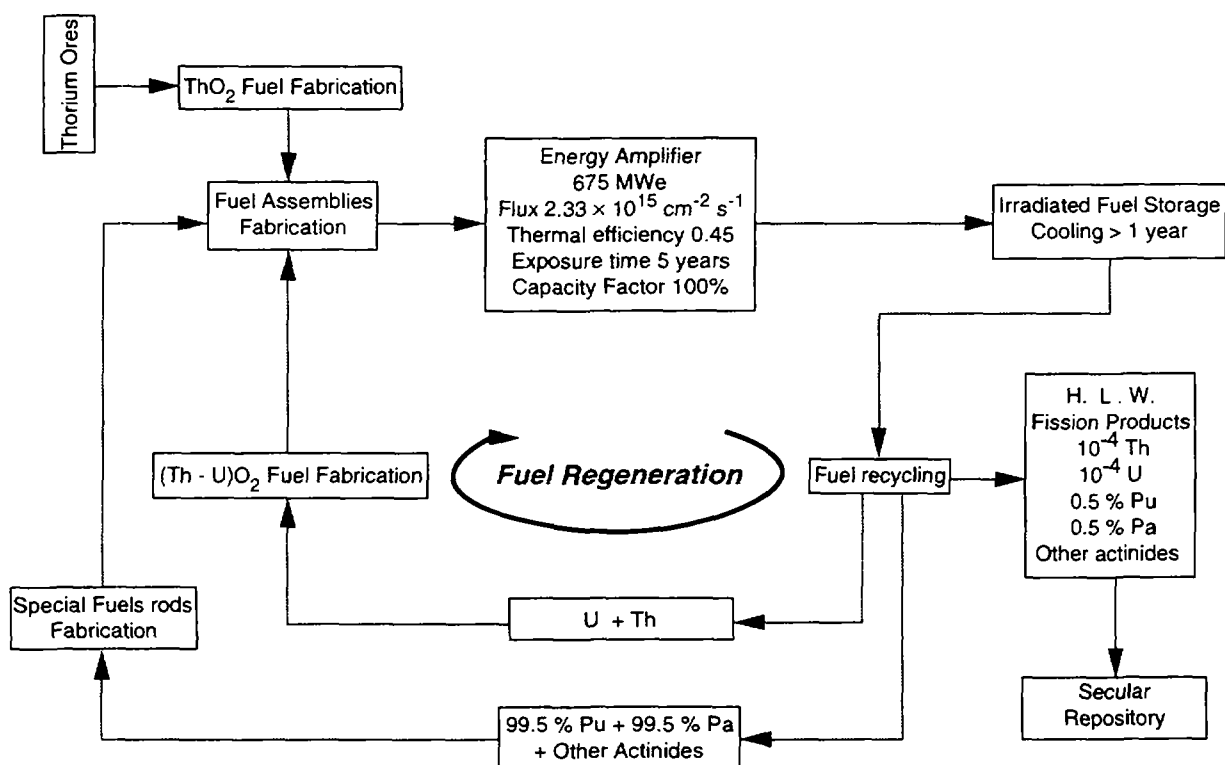 Thorium Ores
ThO₂ Fuel Fabrication
Fuel Assemblies
Fabrication
Energy Amplifier
675 MWe
Flux 2.33 × 10¹⁵ cm⁻² s⁻¹
Thermal efficiency 0.45
Exposure time 5 years
Capacity Factor 100%
Irradiated Fuel Storage
Cooling > 1 year
(Th - U)O₂ Fuel Fabrication
Fuel Regeneration
Fuel recycling
H. L . W.
Fission Products
10⁻⁴ Th
10⁻⁴ U
0.5 % Pu
0.5 % Pa
Other actinides
Special Fuels rods
Fabrication
U + Th
99.5 % Pu + 99.5 % Pa
+ Other Actinides
Secular
Repository